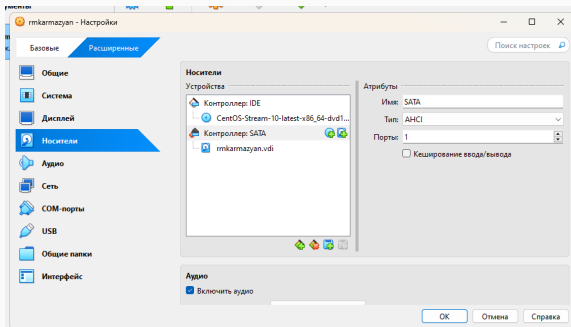 rmkarmazyan - Настройки
Базовые
Расширенные
Поиск настроек
Общие
Система
Дисплей
Носители
Аудио
Сеть
COM-порты
USB
Общие папки
Интерфейс
Носители
Устройства
Контроллер: IDE
CentOS-Stream-10-latest-x86_64-dvd1...
Контроллер: SATA
rmkarmazyan.vdi
Атрибуты
Имя: SATA
Тип: AHCI
Порты: 1
Кеширование ввода/вывода
Аудио
Включить аудио
OK
Отмена
Справка